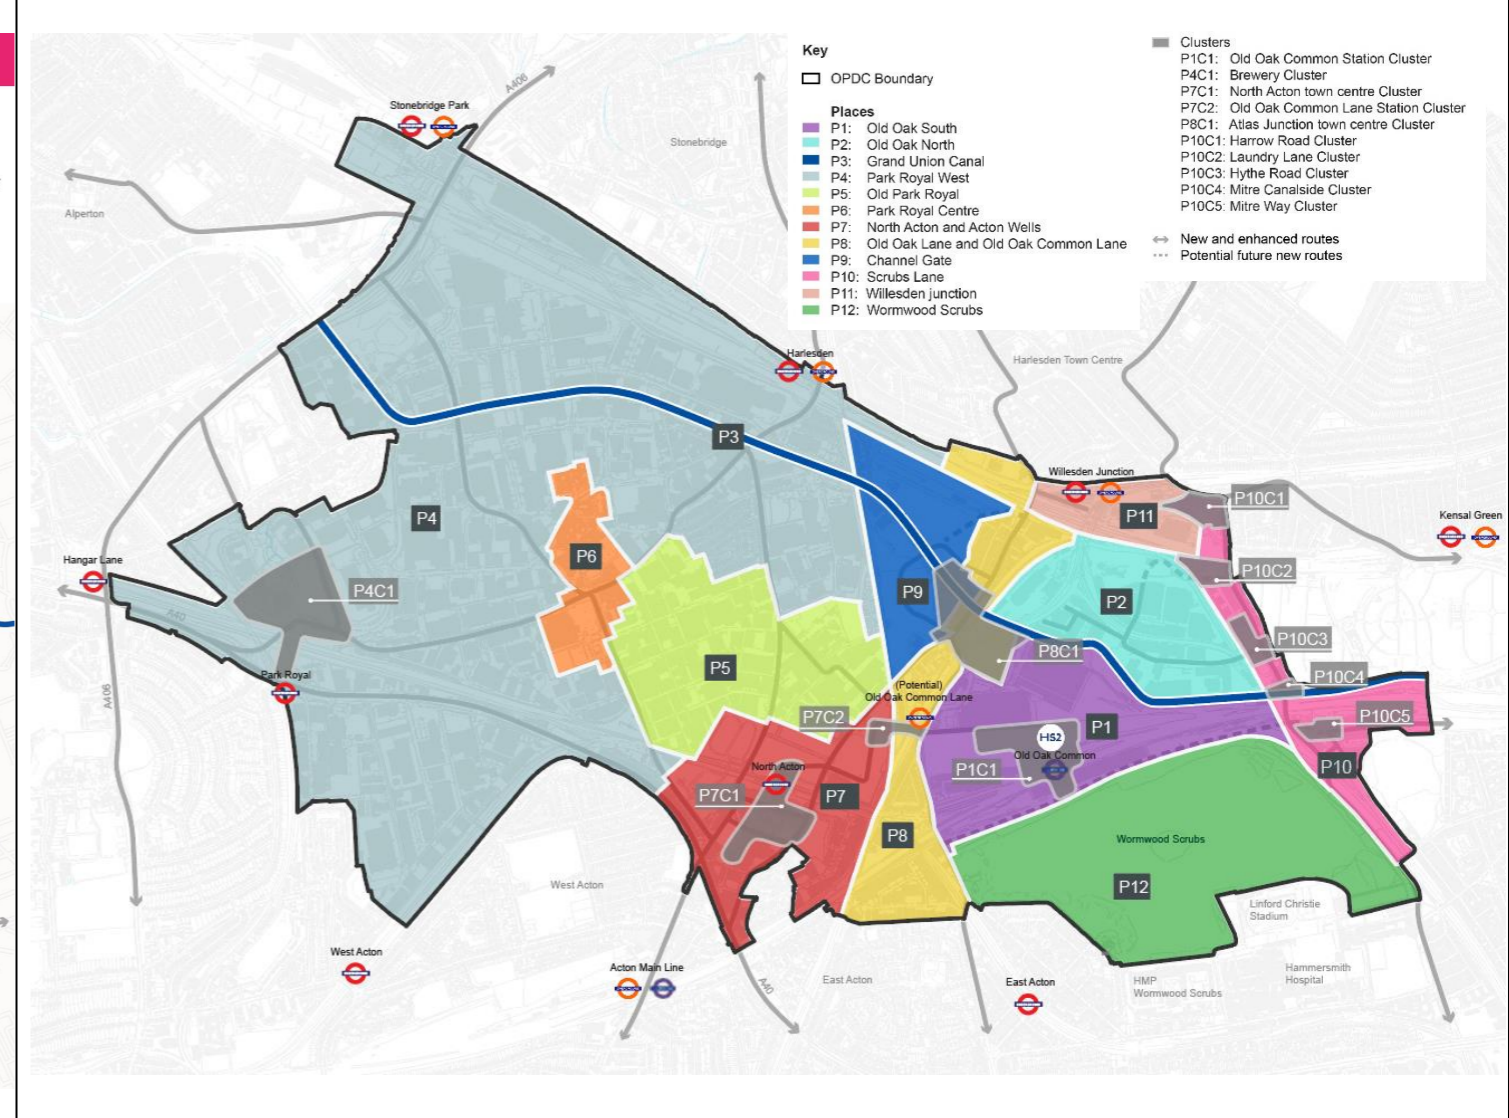 Key
OPDC Boundary
Places
P1: Old Oak South
P2: Old Oak North
P3: Grand Union Canal
P4: Park Royal West
P5: Old Park Royal
P6: Park Royal Centre
P7: North Acton and Acton Wells
P8: Old Oak Lane and Old Oak Common Lane
P9: Channel Gate
P10: Scrubs Lane
P11: Willesden junction
P12: Wormwood Scrubs
Clusters
P1C1: Old Oak Common Station Cluster
P4C1: Brewery Cluster
P7C1: North Acton town centre Cluster
P7C2: Old Oak Common Lane Station Cluster
P8C1: Atlas Junction town centre Cluster
P10C1: Harrow Road Cluster
P10C2: Laundry Lane Cluster
P10C3: Hythe Road Cluster
P10C4: Mitre Canalside Cluster
P10C5: Mitre Way Cluster
New and enhanced routes
Potential future new routes
A406
Stonebridge Park
Stonebridge
Alperton
Harlesden
Harlesden Town Centre
P3
Willesden Junction
P10C1
P11
Kensal Green
P4
P6
Hangar Lane
P10C2
P4C1
P9
P2
A40
P10C3
P8C1
P5
Park Royal
P10C4
(Potential)
Old Oak Common Lane
A406
P7C2
P10C5
P1
HS2
Old Oak Common
P10
P1C1
North Acton
P7C1
P7
P8
Wormwood Scrubs
P12
West Acton
Linford Christie
Stadium
West Acton
Acton Main Line
A40
East Acton
East Acton
HMP
Wormwood Scrubs
Hammersmith
Hospital